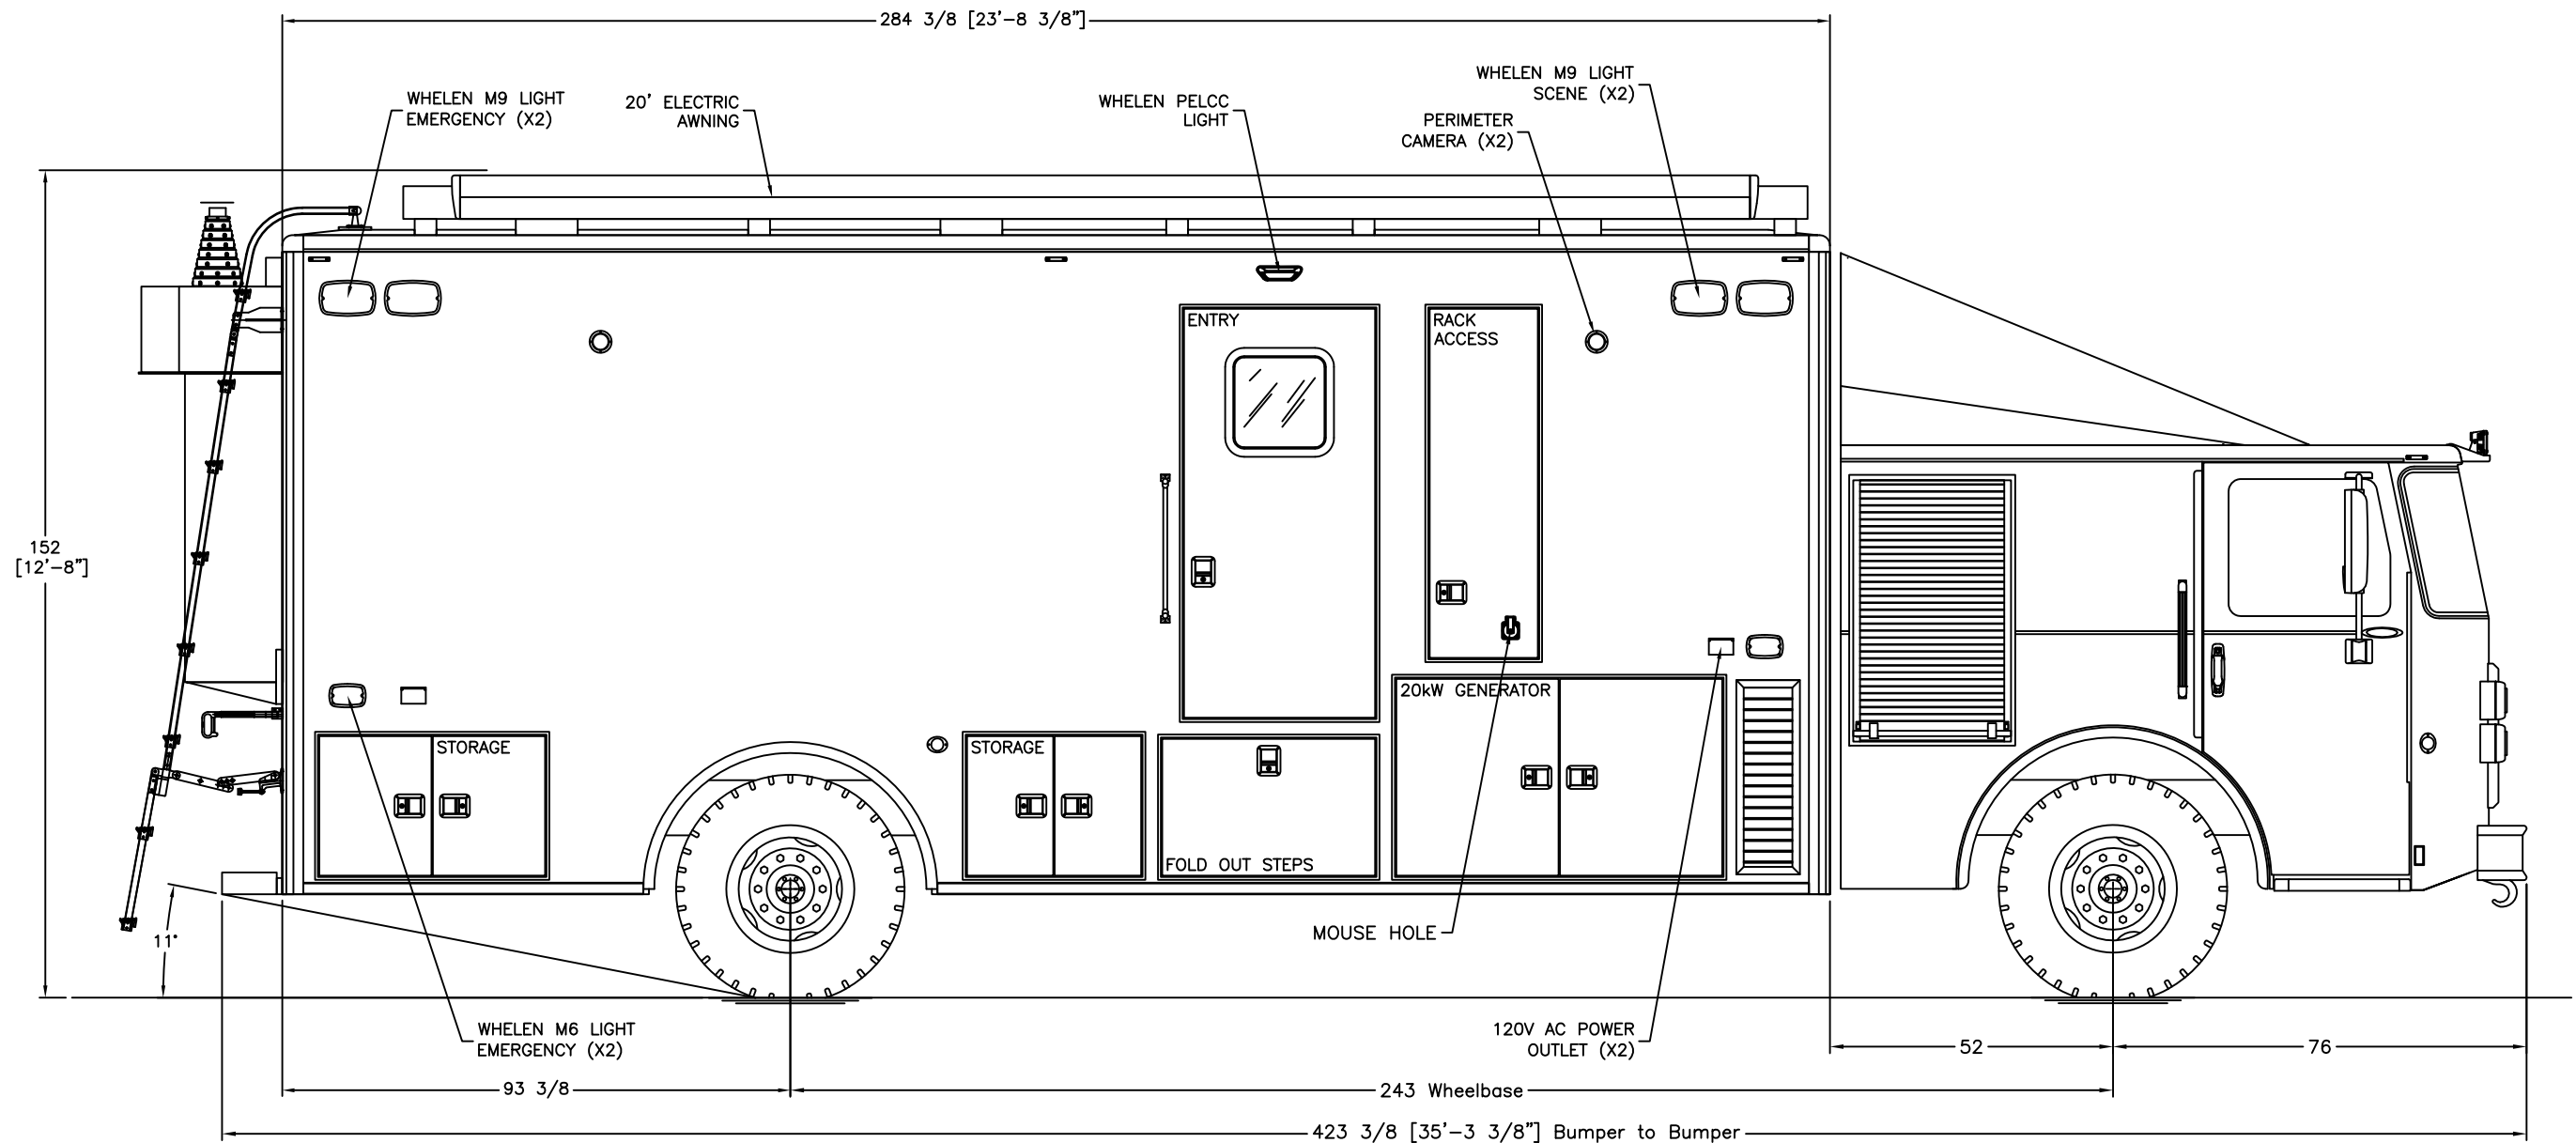 284 3/8 [23'-8 3/8"]
WHELEN M9 LIGHT
EMERGENCY (X2)
20' ELECTRIC
AWNING
WHELEN PELCC
LIGHT
WHELEN M9 LIGHT
SCENE (X2)
PERIMETER
CAMERA (X2)
ENTRY
RACK
ACCESS
152
[12'-8"]
20kW GENERATOR
STORAGE
STORAGE
FOLD OUT STEPS
11°
MOUSE HOLE
WHELEN M6 LIGHT
EMERGENCY (X2)
120V AC POWER
OUTLET (X2)
52
76
93 3/8
243 Wheelbase
423 3/8 [35'-3 3/8"] Bumper to Bumper